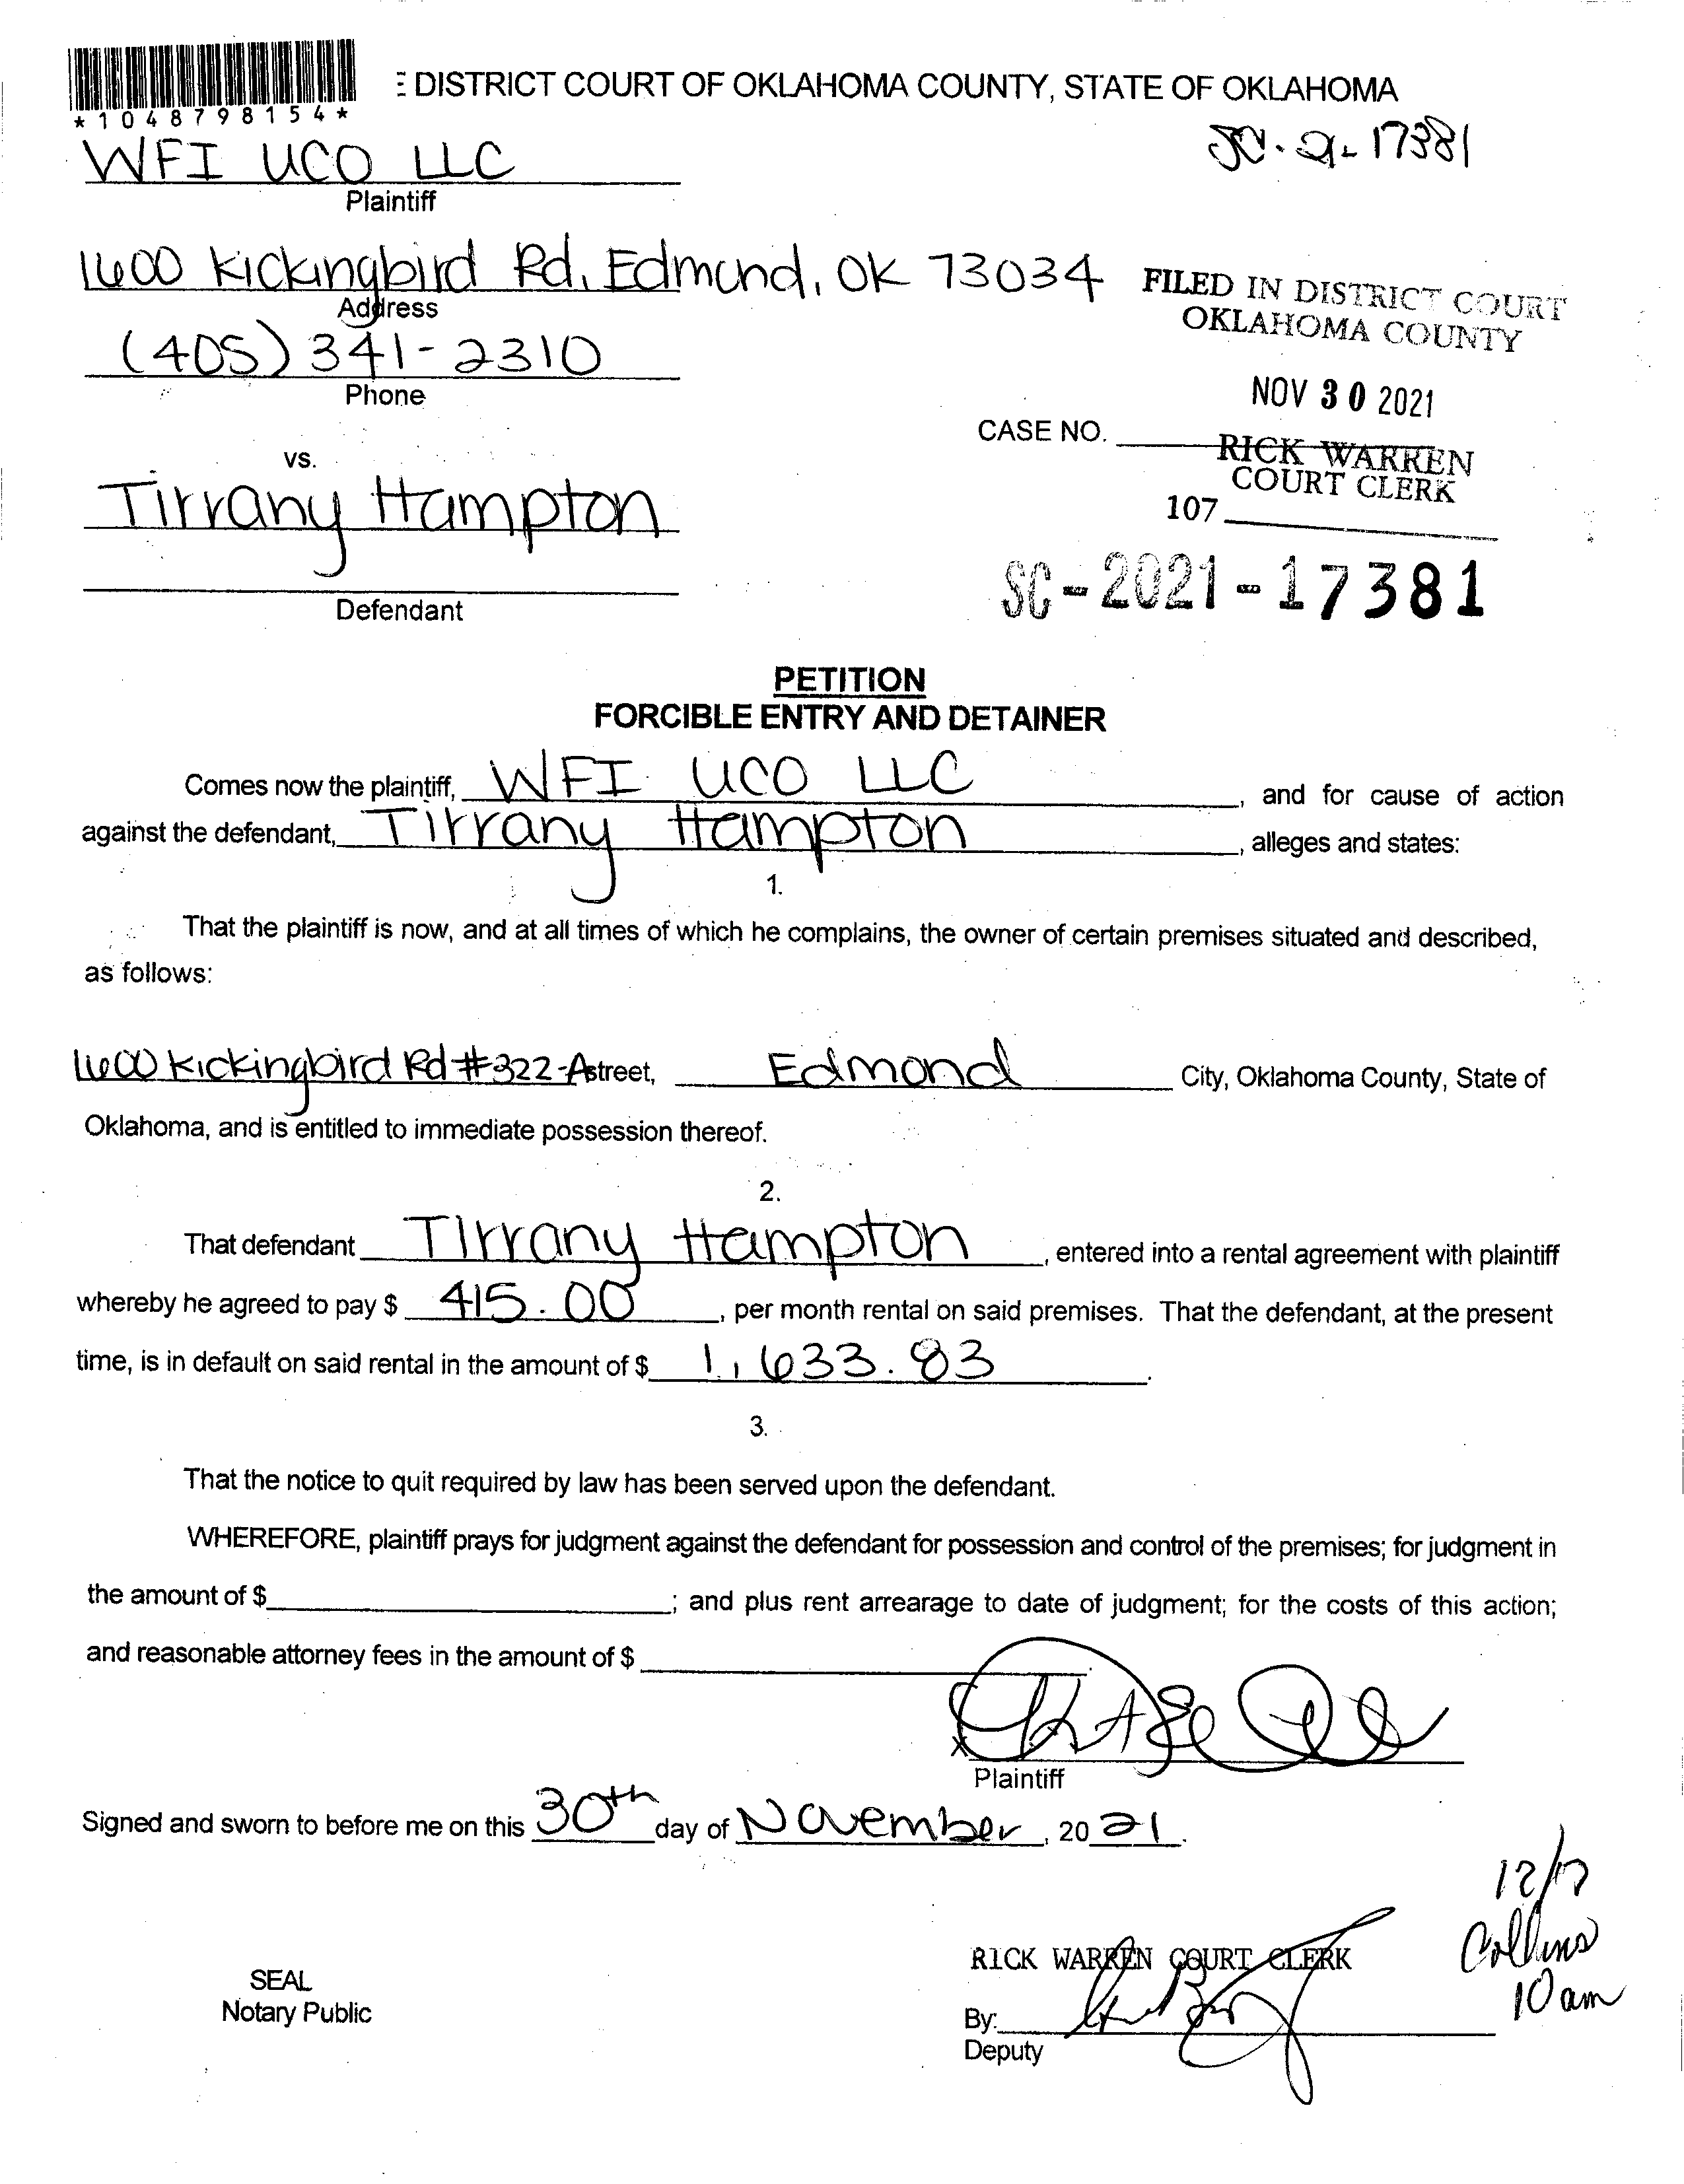 DISTRICT COURT OF OKLAHOMA COUNTY, STATE OF OKLAHOMA
*1048798154*
SC-21-17381
WFI UCO LLC
Plaintiff
1600 Kickingbird Rd, Edmond, OK 73034
Address
FILED IN DISTRICT COURT
OKLAHOMA COUNTY
(405) 341-2310
Phone
NOV 30 2021
CASE NO.
RICK WARREN
COURT CLERK
vs.
107
Tirrany Hampton
Defendant
SC-2021-17381
PETITION
FORCIBLE ENTRY AND DETAINER
Comes now the plaintiff, WFI UCO LLC, and for cause of action
against the defendant, Tirrany Hampton, alleges and states:
1.
That the plaintiff is now, and at all times of which he complains, the owner of certain premises situated and described,
as follows:
1600 Kickingbird Rd #322-A street, Edmond City, Oklahoma County, State of
Oklahoma, and is entitled to immediate possession thereof.
2.
That defendant Tirrany Hampton, entered into a rental agreement with plaintiff
whereby he agreed to pay $ 415.00, per month rental on said premises. That the defendant, at the present
time, is in default on said rental in the amount of $ 1,633.83.
3.
That the notice to quit required by law has been served upon the defendant.
WHEREFORE, plaintiff prays for judgment against the defendant for possession and control of the premises; for judgment in
the amount of $; and plus rent arrearage to date of judgment; for the costs of this action;
and reasonable attorney fees in the amount of $
x
Plaintiff
Signed and sworn to before me on this 30th day of November, 2021.
12/17
Collins
10am
RICK WARREN COURT CLERK
SEAL
Notary Public
By:
Deputy